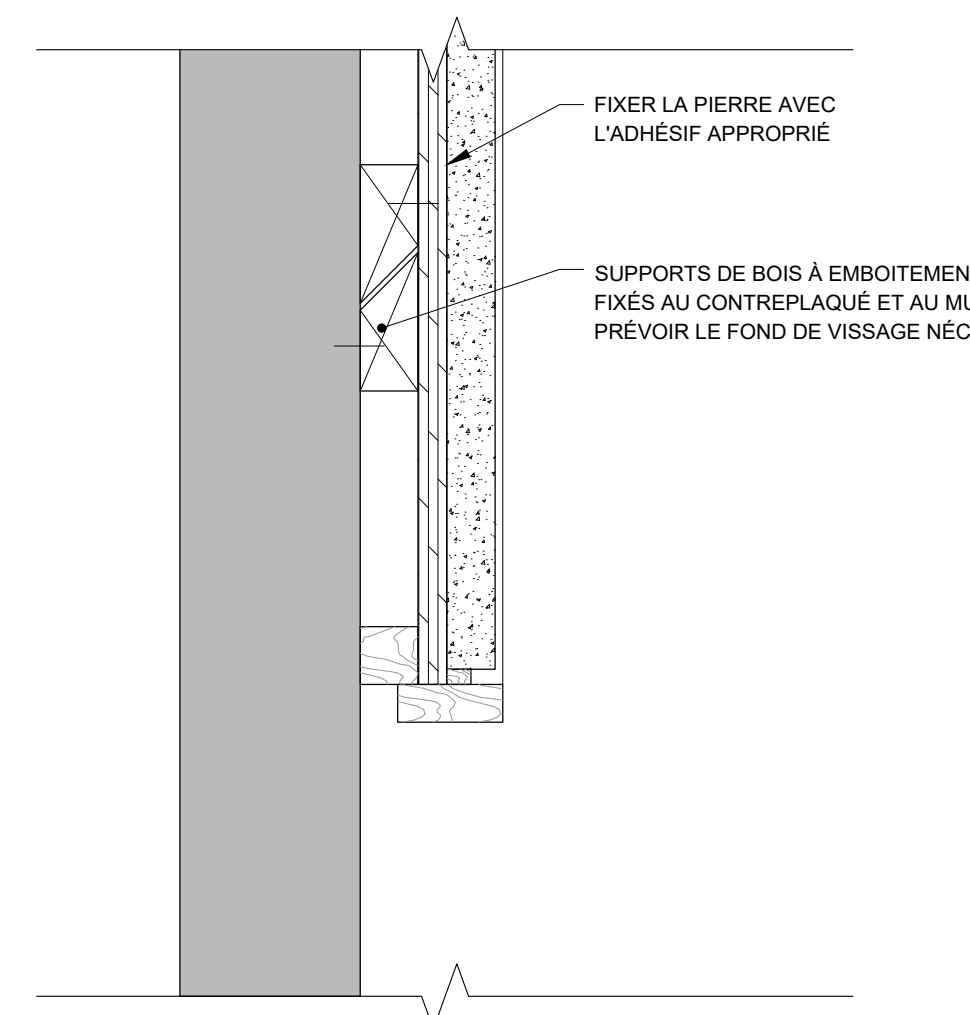 FIXER LA PIERRE AVEC
L'ADHÉSIF APPROPRIÉ
SUPPORTS DE BOIS À EMBOITEMEN
FIXÉS AU CONTREPLAQUÉ ET AU MU
PRÉVOIR LE FOND DE VISSAGE NÉC